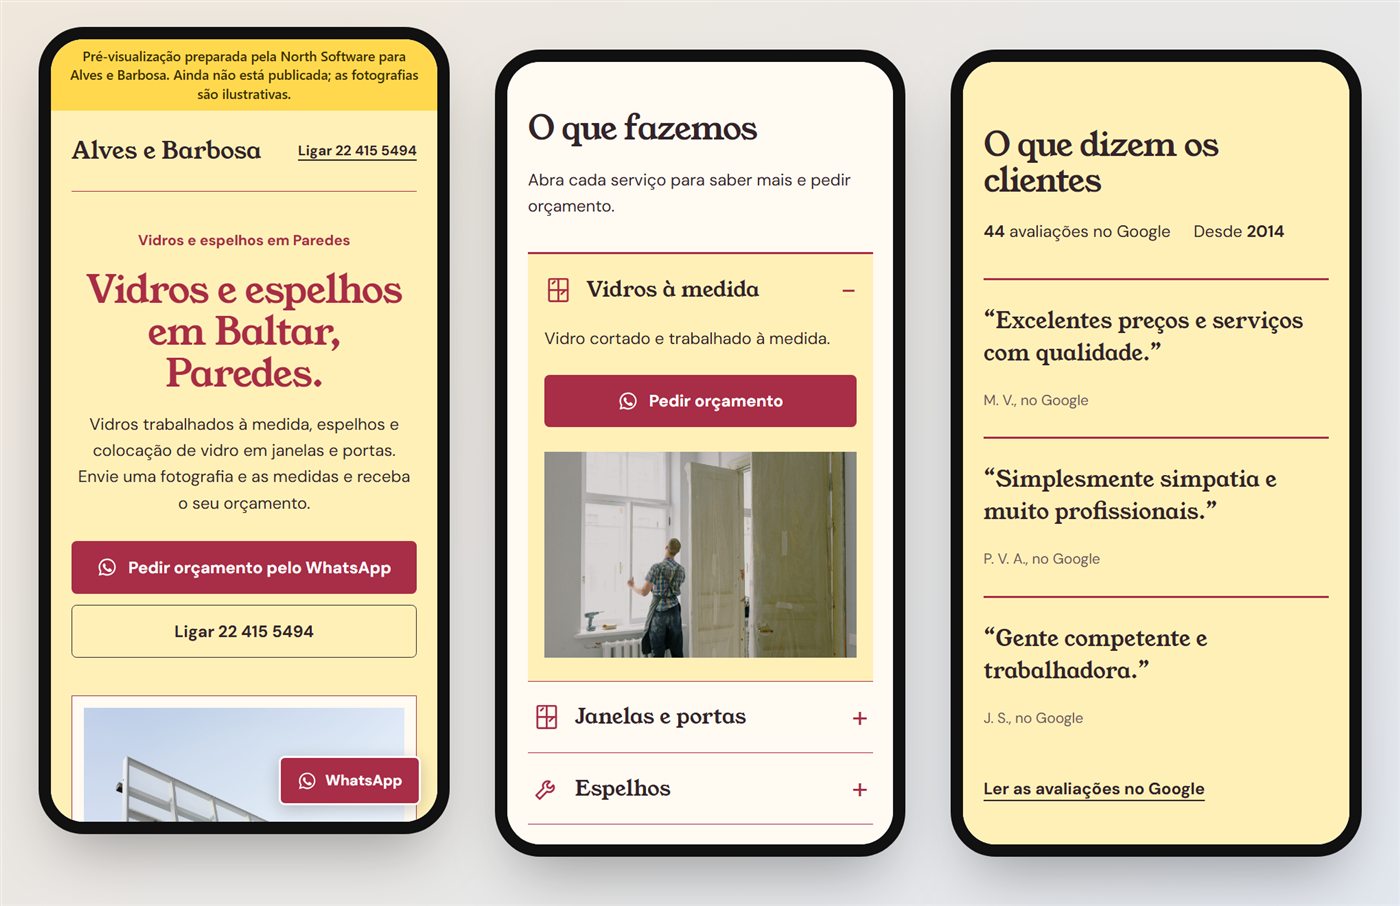 Pré-visualização preparada pela North Software para
Alves e Barbosa. Ainda não está publicada; as fotografias
são ilustrativas.
Alves e Barbosa
Ligar 22 415 5494
Vidros e espelhos em Paredes
Vidros e espelhos
em Baltar,
Paredes.
Vidros trabalhados à medida, espelhos e
colocação de vidro em janelas e portas.
Envie uma fotografia e as medidas e receba
o seu orçamento.
Pedir orçamento pelo WhatsApp
Ligar 22 415 5494
WhatsApp
O que fazemos
Abra cada serviço para saber mais e pedir
orçamento.
Vidros à medida
Vidro cortado e trabalhado à medida.
Pedir orçamento
Janelas e portas
Espelhos
O que dizem os
clientes
44 avaliações no Google
Desde 2014
“Excelentes preços e serviços
com qualidade.”
M. V., no Google
“Simplesmente simpatia e
muito profissionais.”
P. V. A., no Google
“Gente competente e
trabalhadora.”
J. S., no Google
Ler as avaliações no Google